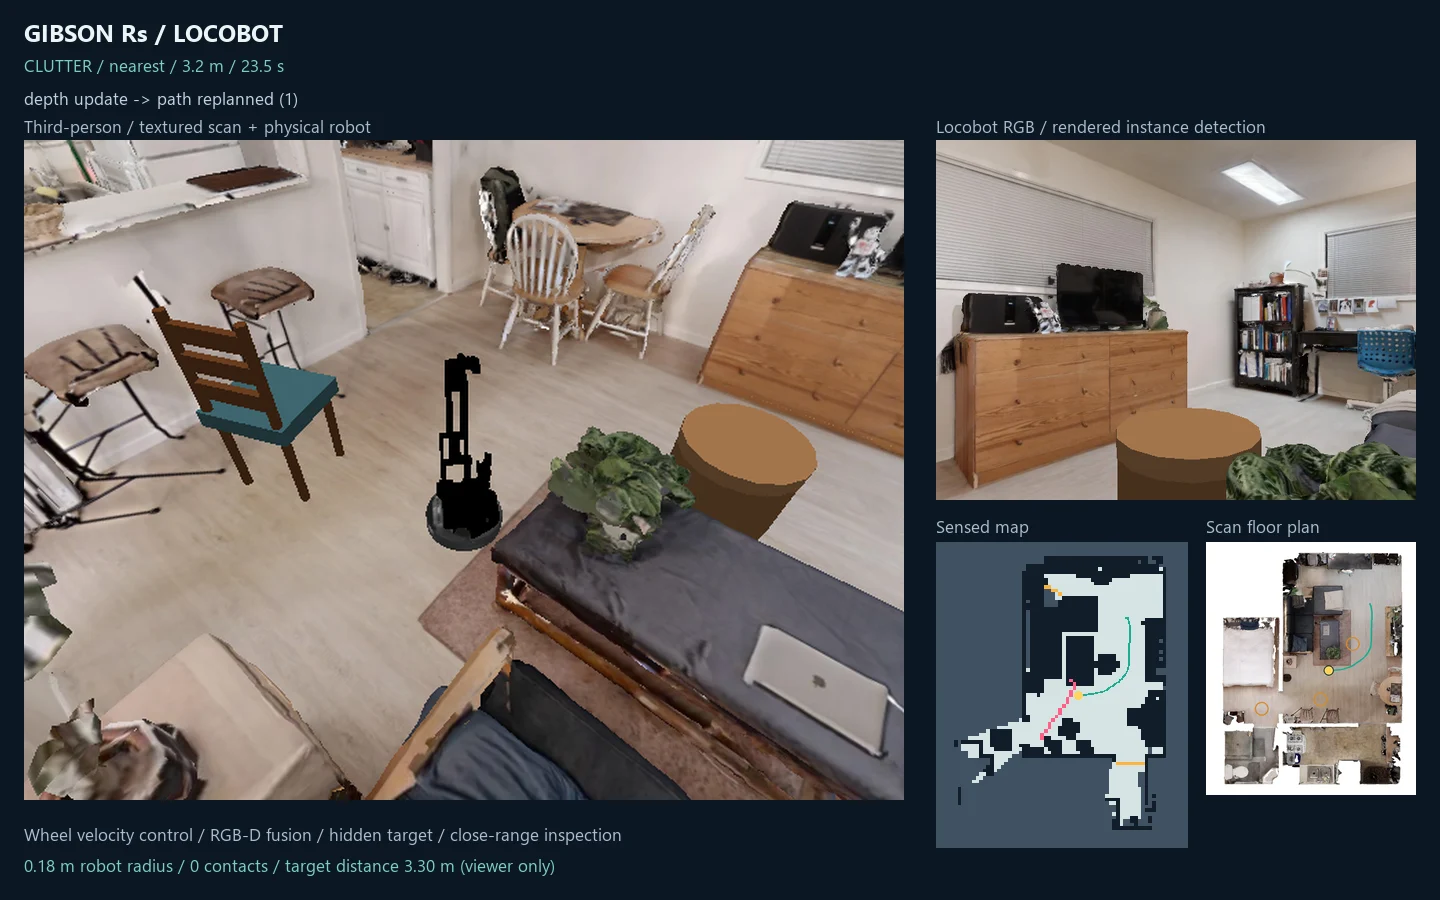 GIBSON Rs / LOCOBOT
CLUTTER / nearest / 3.2 m / 23.5 s
depth update -> path replanned (1)
Third-person / textured scan + physical robot
Locobot RGB / rendered instance detection
Sensed map
Scan floor plan
Wheel velocity control / RGB-D fusion / hidden target / close-range inspection
0.18 m robot radius / 0 contacts / target distance 3.30 m (viewer only)